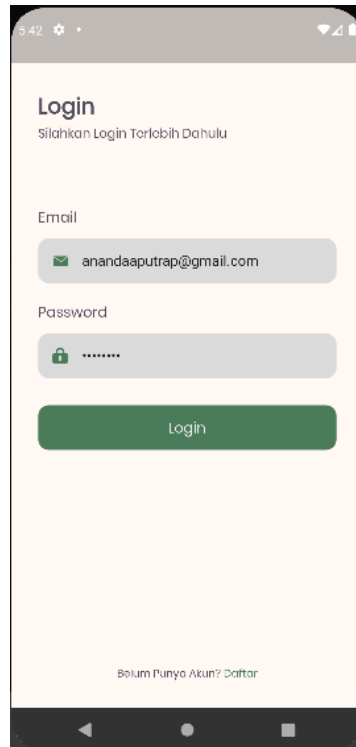 5:42
Login
Silahkan Login Terlebih Dahulu
Email
anandaaputrap@gmail.com
Password
••••••••
Login
Belum Punya Akun? Daftar